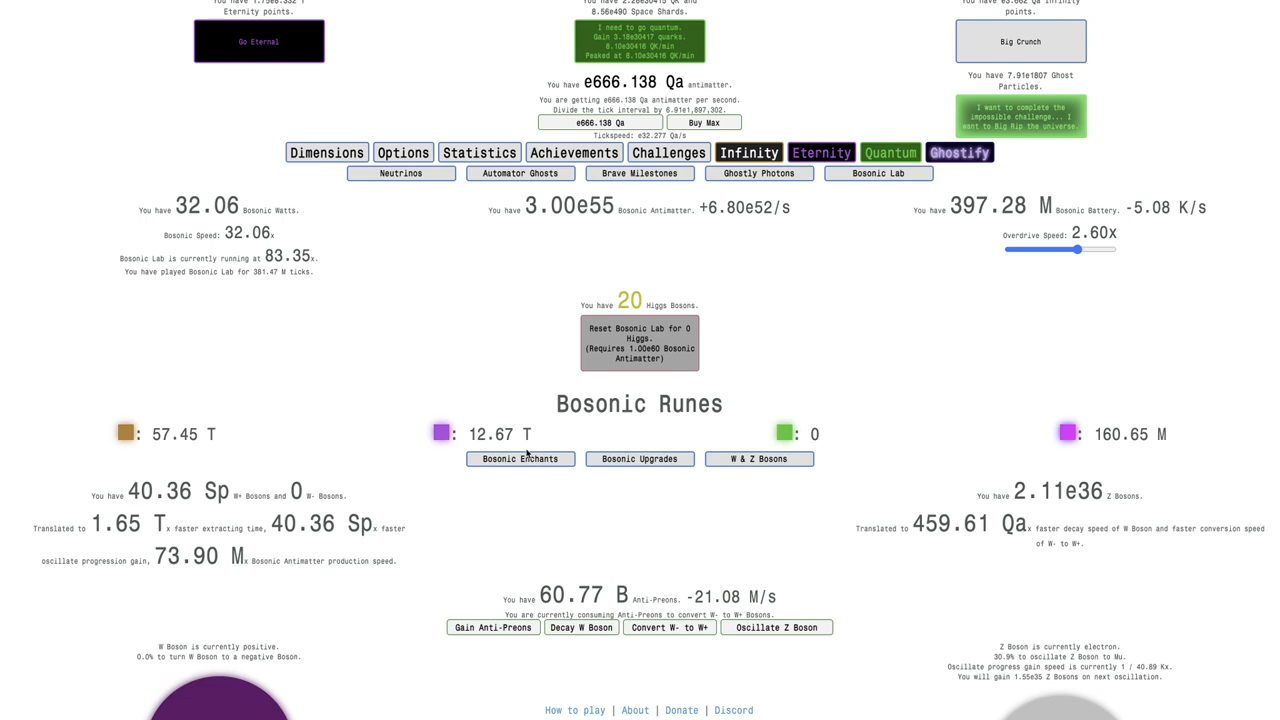 Eternity points.
8.56e490 Space Shards.
points.
Go Eternal
I need to go quantum.
Gain 3.18e30417 quarks.
8.10e30416 QK/min
Peaked at 8.10e30416 QK/min
Big Crunch
You have e666.138 Qa antimatter.
You have 7.91e1807 Ghost
Particles.
You are getting e666.138 Qa antimatter per second.
Divide the tick interval by 6.91e1,897,302.
I want to complete the
impossible challenge... I
want to Big Rip the universe.
e666.138 Qa
Buy Max
Tickspeed: e32.277 Qa/s
Dimensions
Options
Statistics
Achievements
Challenges
Infinity
Eternity
Quantum
Ghostify
Neutrinos
Automator Ghosts
Brave Milestones
Ghostly Photons
Bosonic Lab
You have 32.06 Bosonic Watts.
You have 3.00e55 Bosonic Antimatter. +6.80e52/s
You have 397.28 M Bosonic Battery. -5.08 K/s
Bosonic Speed: 32.06x
Overdrive Speed: 2.60x
Bosonic Lab is currently running at 83.35x.
You have played Bosonic Lab for 381.47 M ticks.
You have 20 Higgs Bosons.
Reset Bosonic Lab for 0
Higgs.
(Requires 1.00e60 Bosonic
Antimatter)
Bosonic Runes
: 57.45 T
: 12.67 T
: 0
: 160.65 M
Bosonic Enchants
Bosonic Upgrades
W & Z Bosons
You have 40.36 Sp W+ Bosons and 0 W- Bosons.
You have 2.11e36 Z Bosons.
Translated to 1.65 Tx faster extracting time, 40.36 Spx faster
oscillate progression gain, 73.90 Mx Bosonic Antimatter production speed.
Translated to 459.61 Qax faster decay speed of W Boson and faster conversion speed
of W- to W+.
You have 60.77 B Anti-Preons. -21.08 M/s
You are currently consuming Anti-Preons to convert W- to W+ Bosons.
Gain Anti-Preons
Decay W Boson
Convert W- to W+
Oscillate Z Boson
W Boson is currently positive.
0.0% to turn W Boson to a negative Boson.
Z Boson is currently electron.
30.9% to oscillate Z Boson to Mu.
Oscillate progress gain speed is currently 1 / 40.89 Kx.
You will gain 1.55e35 Z Bosons on next oscillation.
How to play | About | Donate | Discord